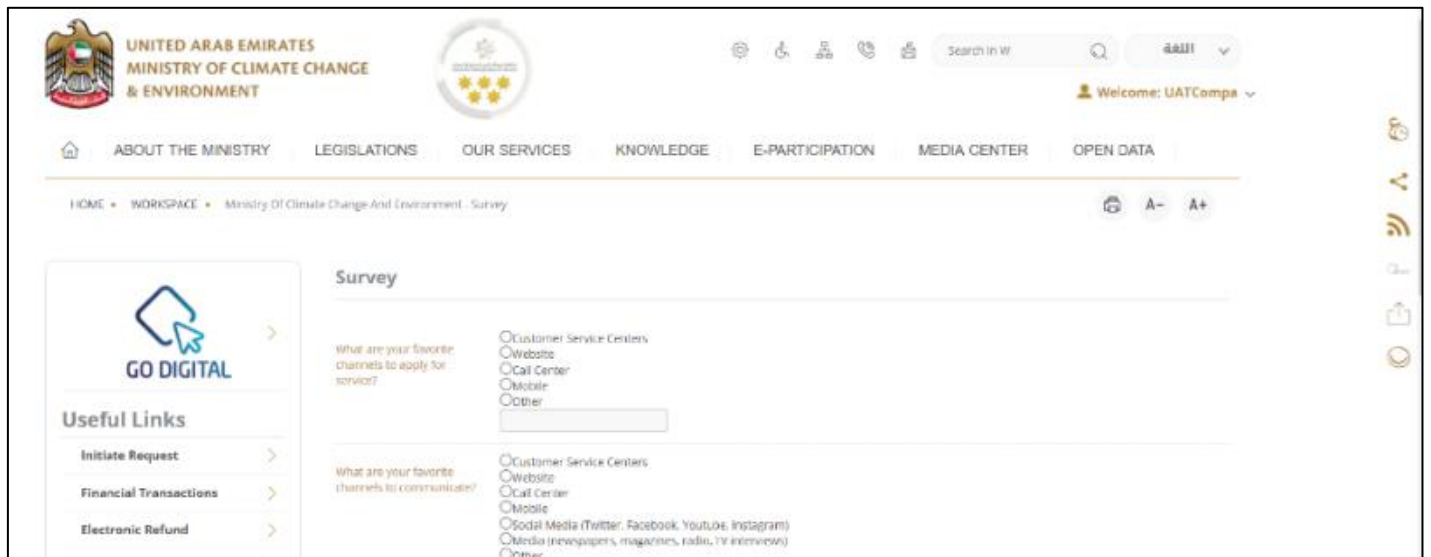 UNITED ARAB EMIRATES
MINISTRY OF CLIMATE CHANGE
& ENVIRONMENT
Search in W
اللغة
Welcome: UATCompa
ABOUT THE MINISTRY
LEGISLATIONS
OUR SERVICES
KNOWLEDGE
E-PARTICIPATION
MEDIA CENTER
OPEN DATA
HOME • WORKSPACE • Ministry Of Climate Change And Environment - Survey
A-
A+
GO DIGITAL
Useful Links
Initiate Request
Financial Transactions
Electronic Refund
Survey
What are your favorite
channels to apply for
service?
Customer Service Centers
Website
Call Center
Mobile
Other
What are your favorite
channels to communicate?
Customer Service Centers
Website
Call Center
Mobile
Social Media (Twitter, Facebook, Youtube, Instagram)
Media (newspapers, magazines, radio, TV interviews)
Other